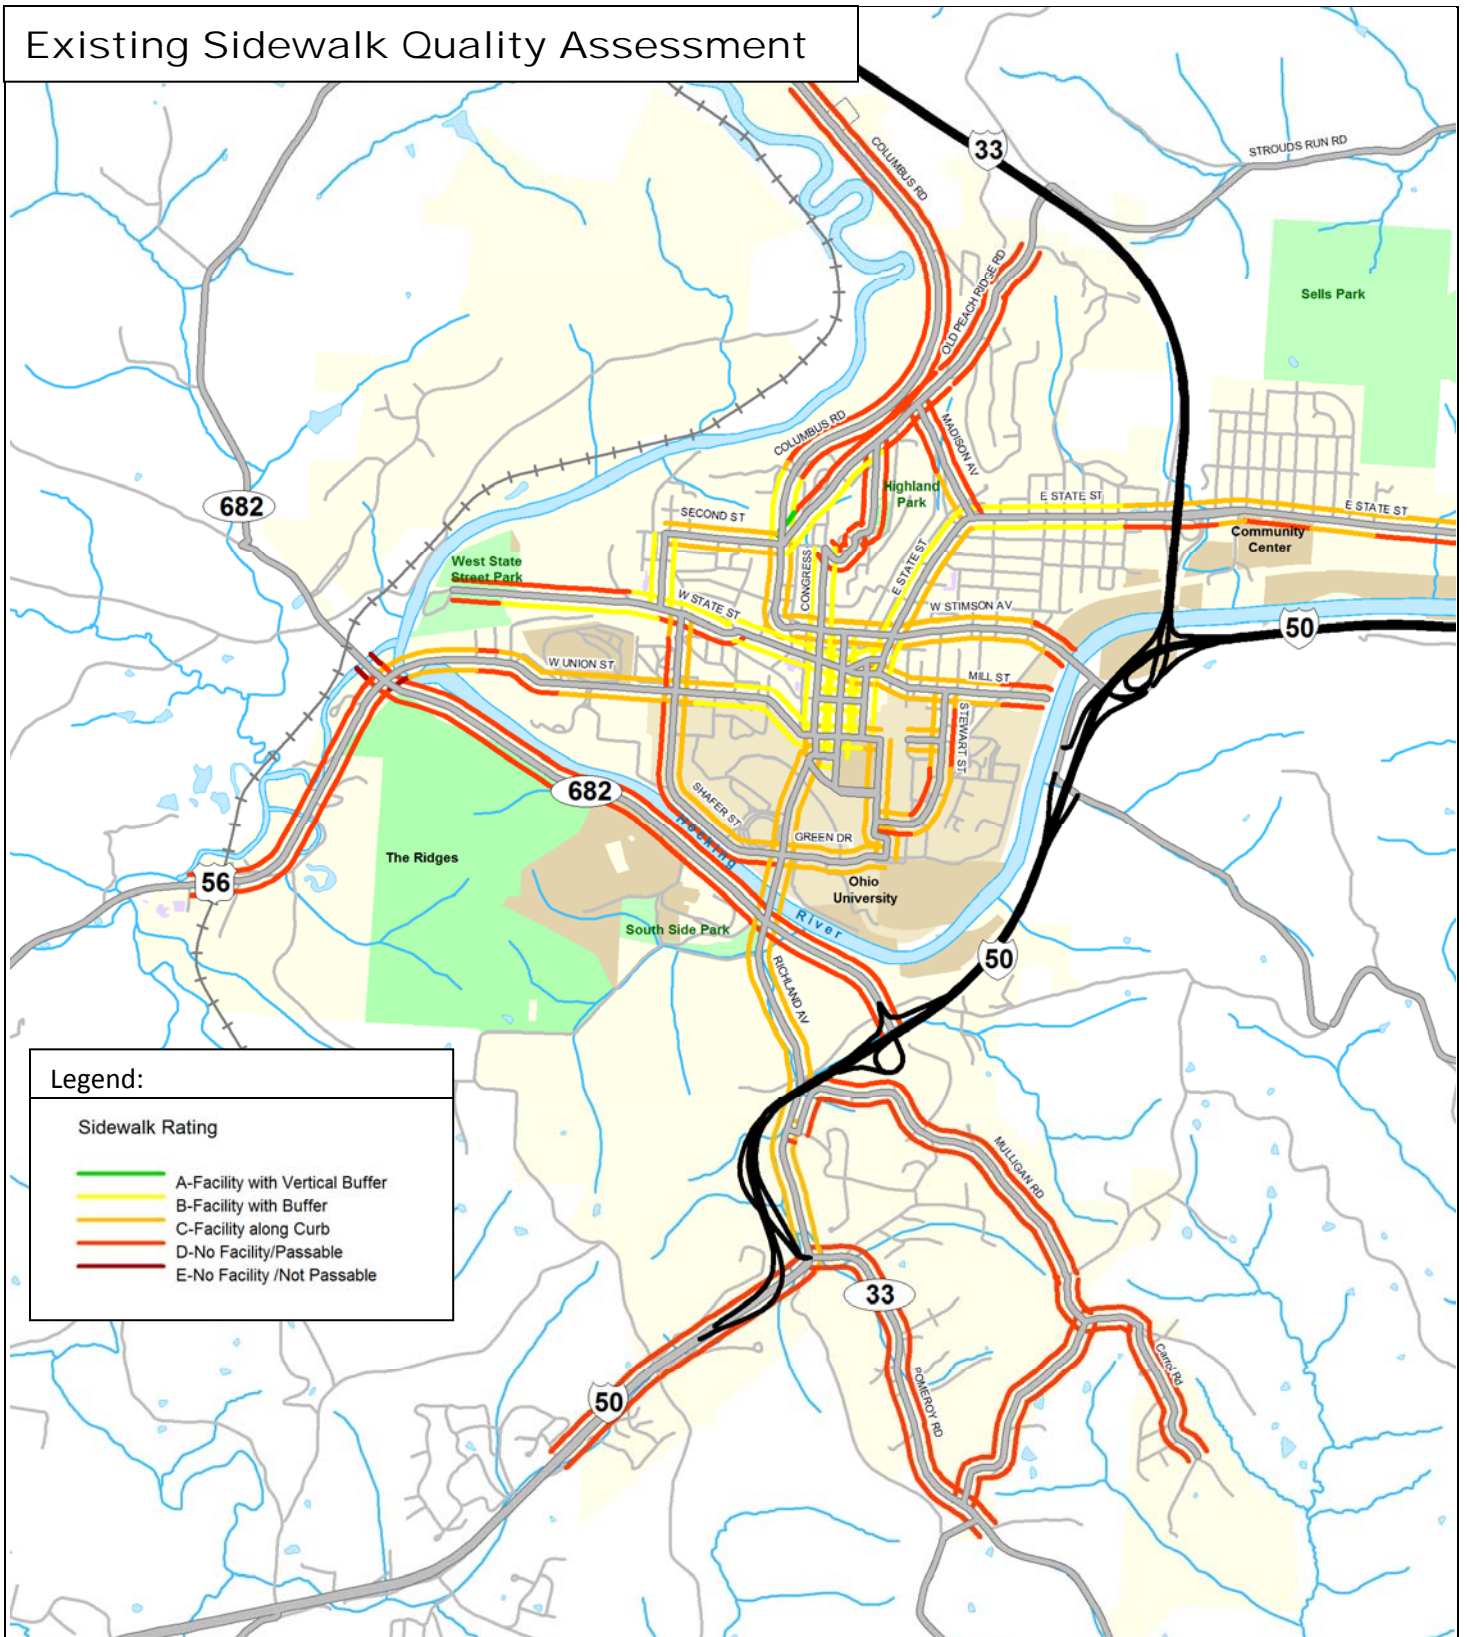 Existing Sidewalk Quality Assessment
33
STROUDS RUN RD
COLUMBUS RD
Sells Park
OLD PEACH RIDGE RD
COLUMBUS RD
MADISON AV
682
Highland
Park
E STATE ST
E STATE ST
SECOND ST
Community
Center
West State
Street Park
CONGRESS
E STATE ST
W STATE ST
W STIMSON AV
50
W UNION ST
MILL ST
STEWART ST
682
SHAFER ST
Hocking
GREEN DR
The Ridges
56
Ohio
University
South Side Park
River
50
RICHLAND AV
Legend:
Sidewalk Rating
A-Facility with Vertical Buffer
B-Facility with Buffer
C-Facility along Curb
D-No Facility/Passable
E-No Facility /Not Passable
MULLIGAN RD
33
Carrol Rd
POMEROY RD
50